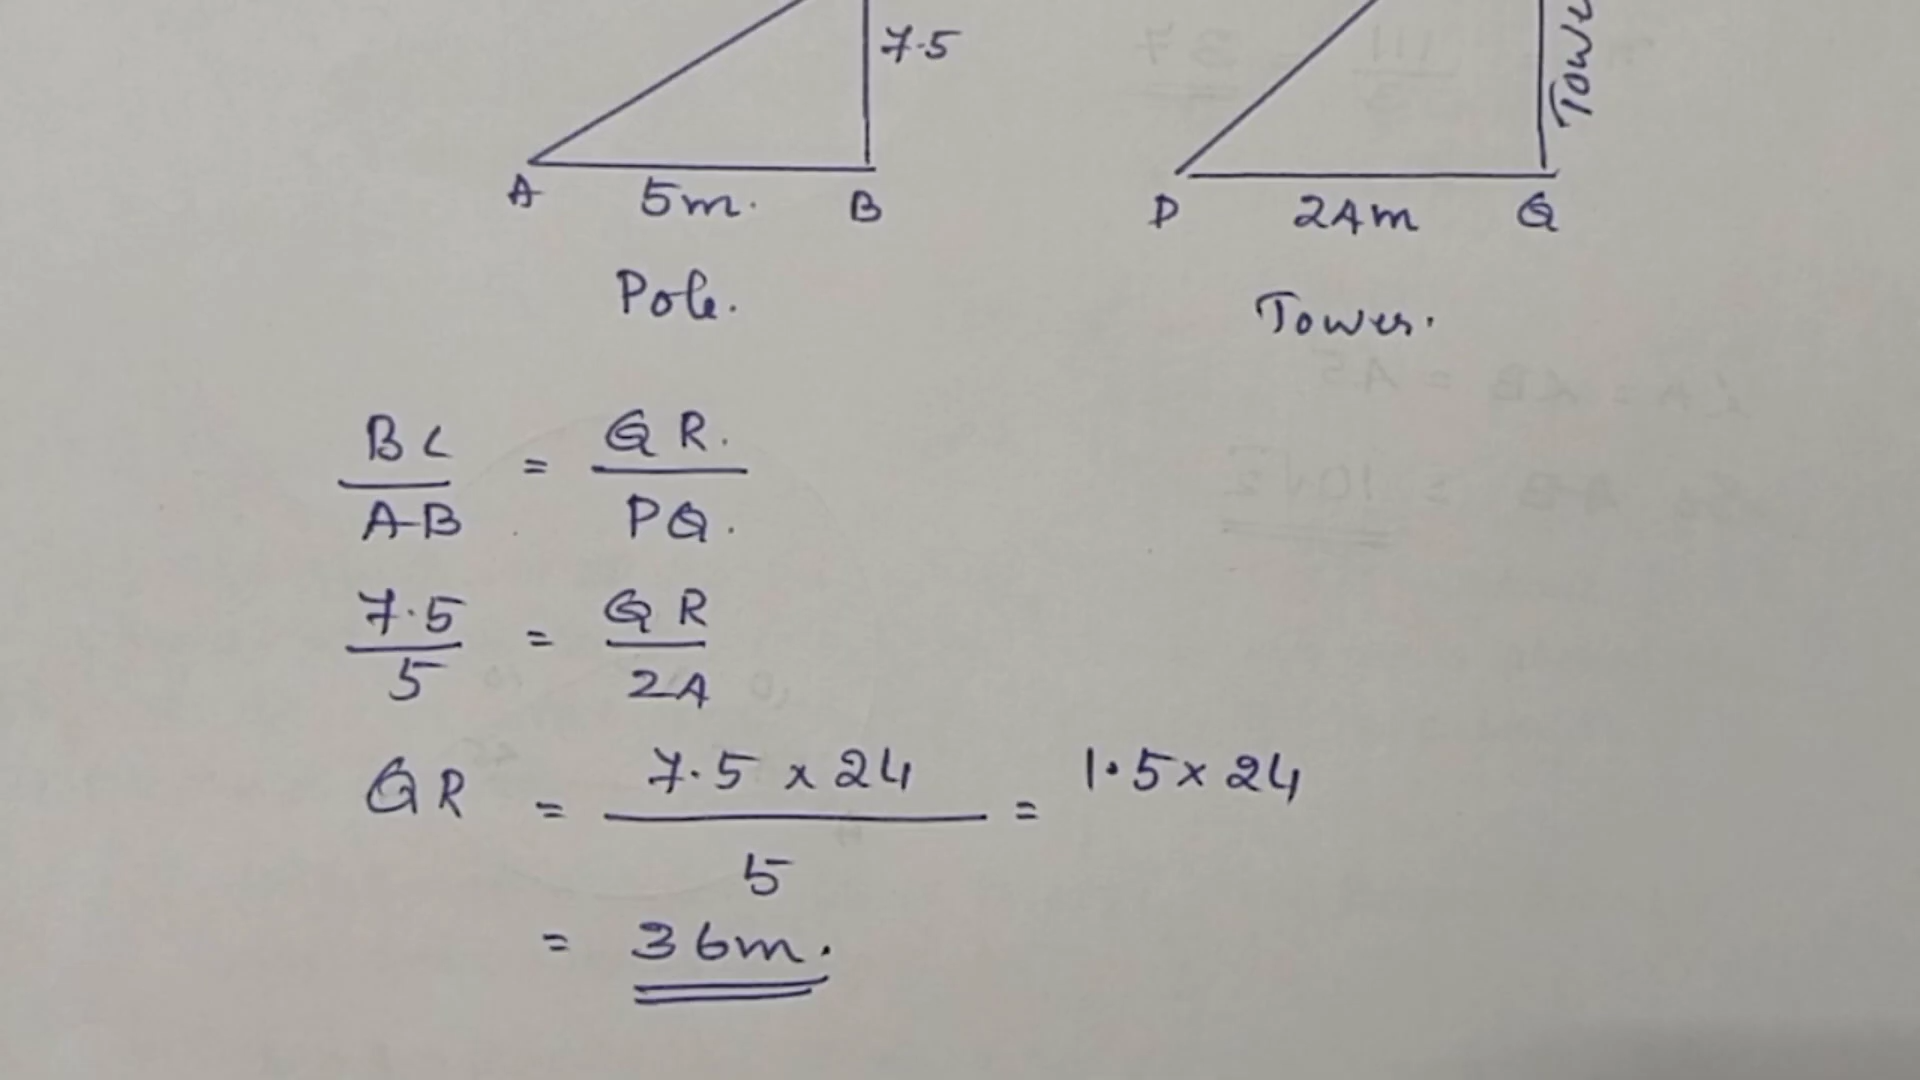 7.5
Tower
A 5m. B
P 24m Q
Pole.
Tower.
BC = QR.
AB PQ.
7.5 = QR
5 24
QR = 7.5 x 24 = 1.5 x 24
5
= 36m.